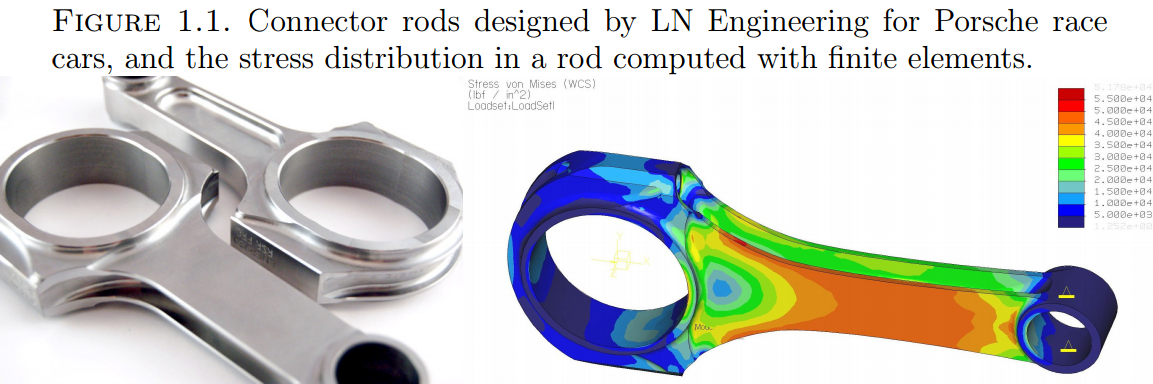 FIGURE 1.1. Connector rods designed by LN Engineering for Porsche race
cars, and the stress distribution in a rod computed with finite elements.
Stress von Mises (WCS)
(lbf / in^2)
Loadset:LoadSet1
5.170e+04
5.500e+04
5.000e+04
4.500e+04
4.000e+04
3.500e+04
3.000e+04
2.500e+04
2.000e+04
1.500e+04
1.000e+04
5.000e+03
Y
X